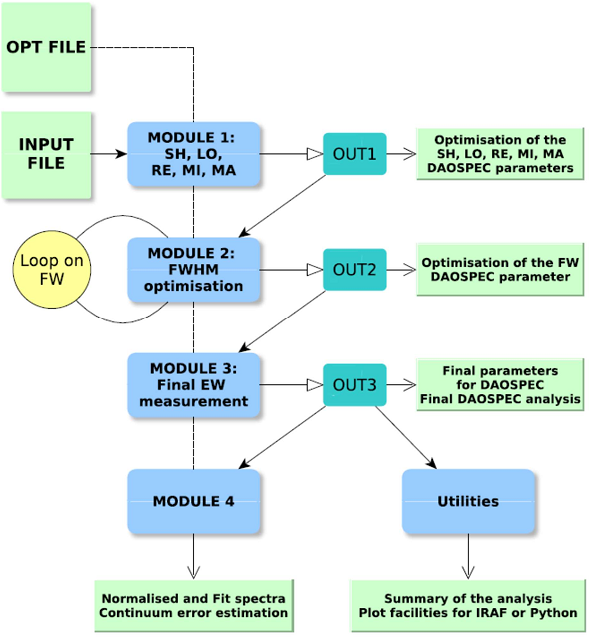 OPT FILE
INPUT
FILE
MODULE 1:
SH, LO,
RE, MI, MA
OUT1
Optimisation of the
SH, LO, RE, MI, MA
DAOSPEC parameters
Loop on
FW
MODULE 2:
FWHM
optimisation
OUT2
Optimisation of the FW
DAOSPEC parameter
MODULE 3:
Final EW
measurement
OUT3
Final parameters
for DAOSPEC
Final DAOSPEC analysis
MODULE 4
Utilities
Normalised and Fit spectra
Continuum error estimation
Summary of the analysis
Plot facilities for IRAF or Python